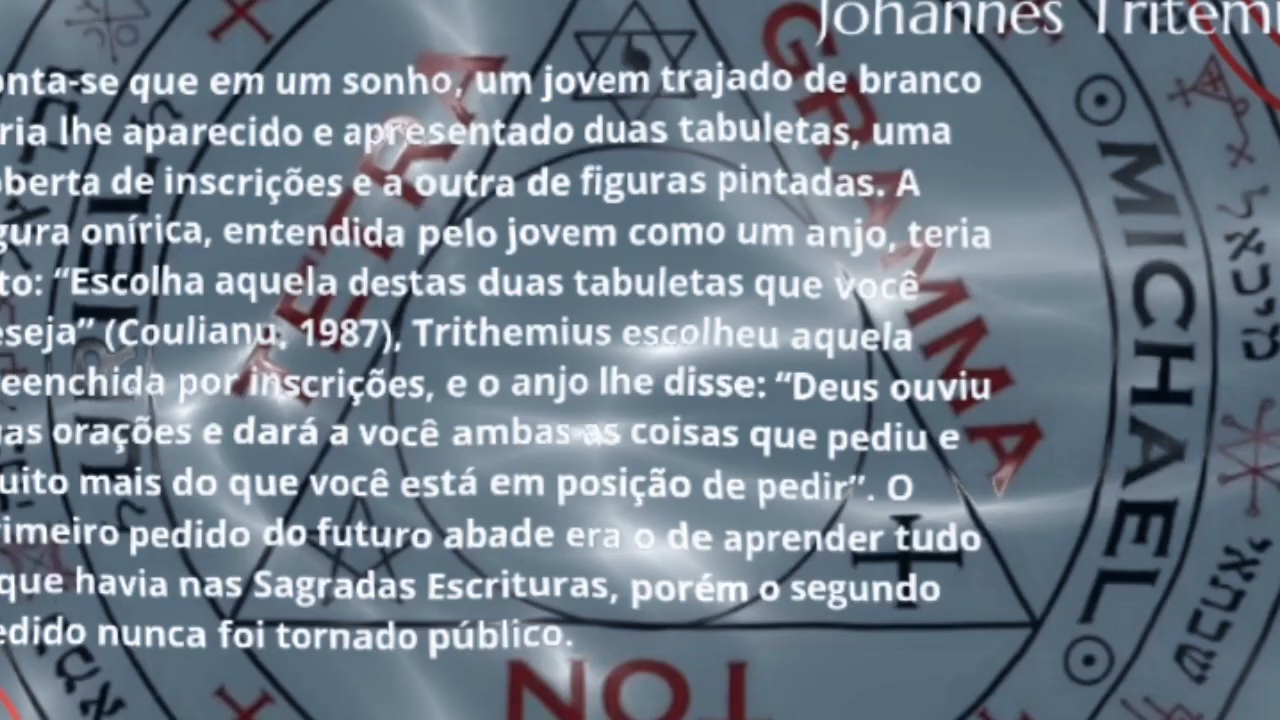 Johannes Tritemi
onta-se que em um sonho, um jovem trajado de branco
ria lhe aparecido e apresentado duas tabuletas, uma
oberta de inscrições e a outra de figuras pintadas. A
gura onírica, entendida pelo jovem como um anjo, teria
to: “Escolha aquela destas duas tabuletas que você
eseja” (Coulianu, 1987), Trithemius escolheu aquela
eenchida por inscrições, e o anjo lhe disse: “Deus ouviu
as orações e dará a você ambas as coisas que pediu e
uito mais do que você está em posição de pedir”. O
rimeiro pedido do futuro abade era o de aprender tudo
que havia nas Sagradas Escrituras, porém o segundo
edido nunca foi tornado público.
TETRA
GRAMMA
TON
MICHAEL
מיכאל